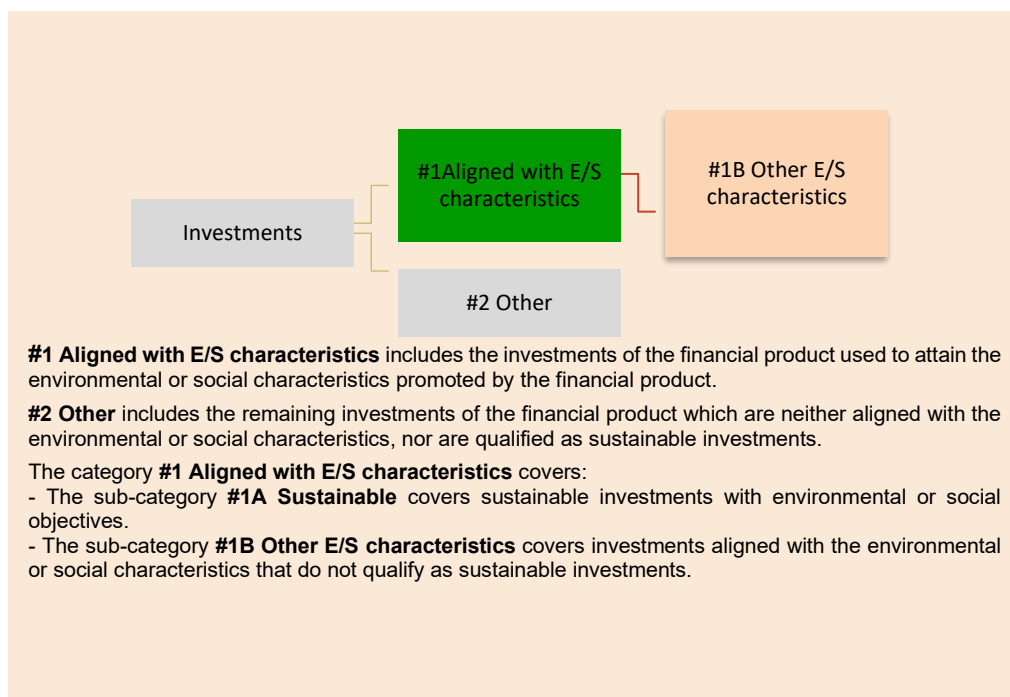 #1Aligned with E/S
characteristics
#1B Other E/S
characteristics
Investments
#2 Other
#1 Aligned with E/S characteristics includes the investments of the financial product used to attain the
environmental or social characteristics promoted by the financial product.
#2 Other includes the remaining investments of the financial product which are neither aligned with the
environmental or social characteristics, nor are qualified as sustainable investments.
The category #1 Aligned with E/S characteristics covers:
- The sub-category #1A Sustainable covers sustainable investments with environmental or social
objectives.
- The sub-category #1B Other E/S characteristics covers investments aligned with the environmental
or social characteristics that do not qualify as sustainable investments.